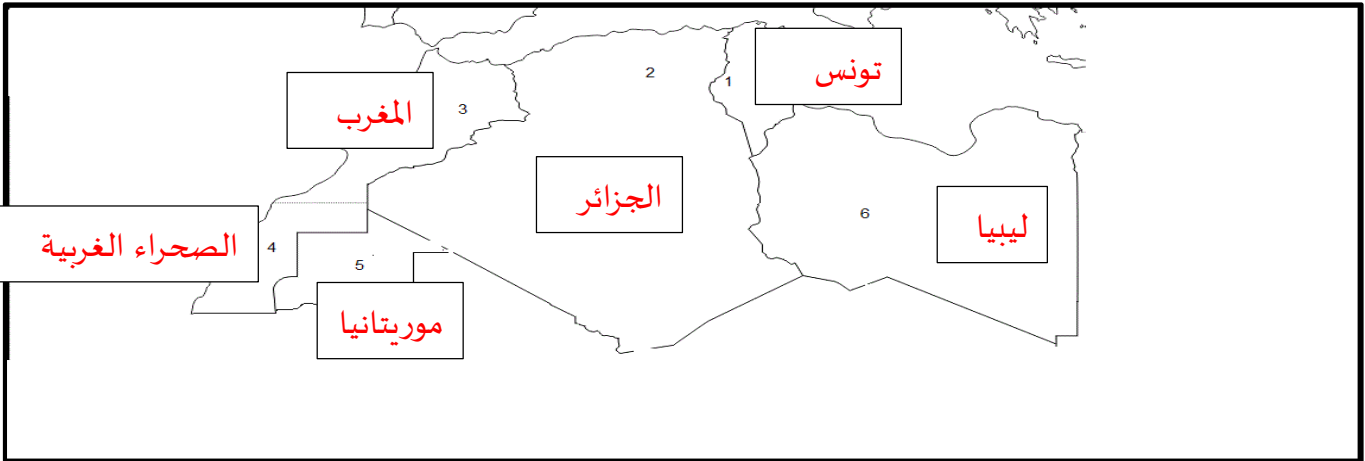 تونس
2
1
المغرب
3
الجزائر
ليبيا
6
الصحراء الغربية
4
5
موريتانيا